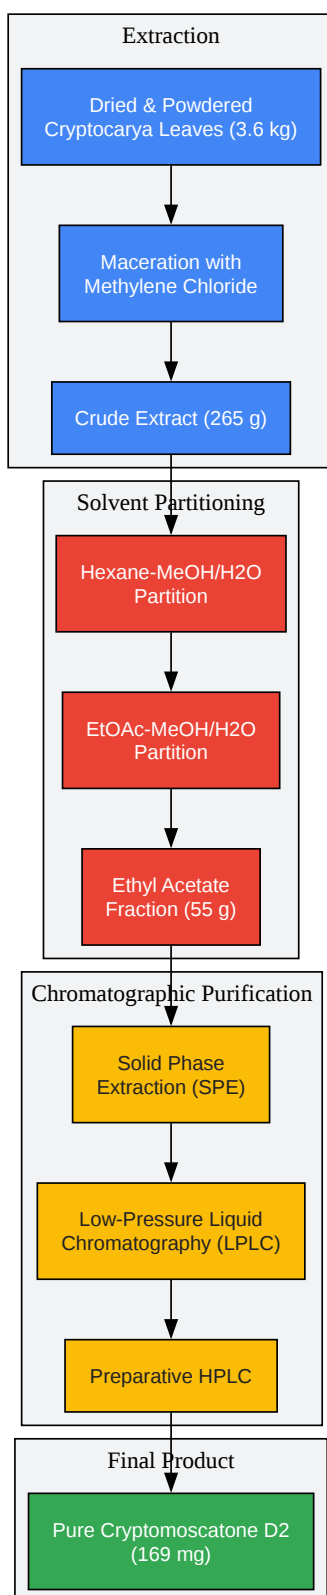 Extraction
Dried & Powdered
Cryptocarya Leaves (3.6 kg)
Maceration with
Methylene Chloride
Crude Extract (265 g)
Solvent Partitioning
Hexane-MeOH/H2O
Partition
EtOAc-MeOH/H2O
Partition
Ethyl Acetate
Fraction (55 g)
Chromatographic Purification
Solid Phase
Extraction (SPE)
Low-Pressure Liquid
Chromatography (LPLC)
Preparative HPLC
Final Product
Pure Cryptomoscatone D2
(169 mg)